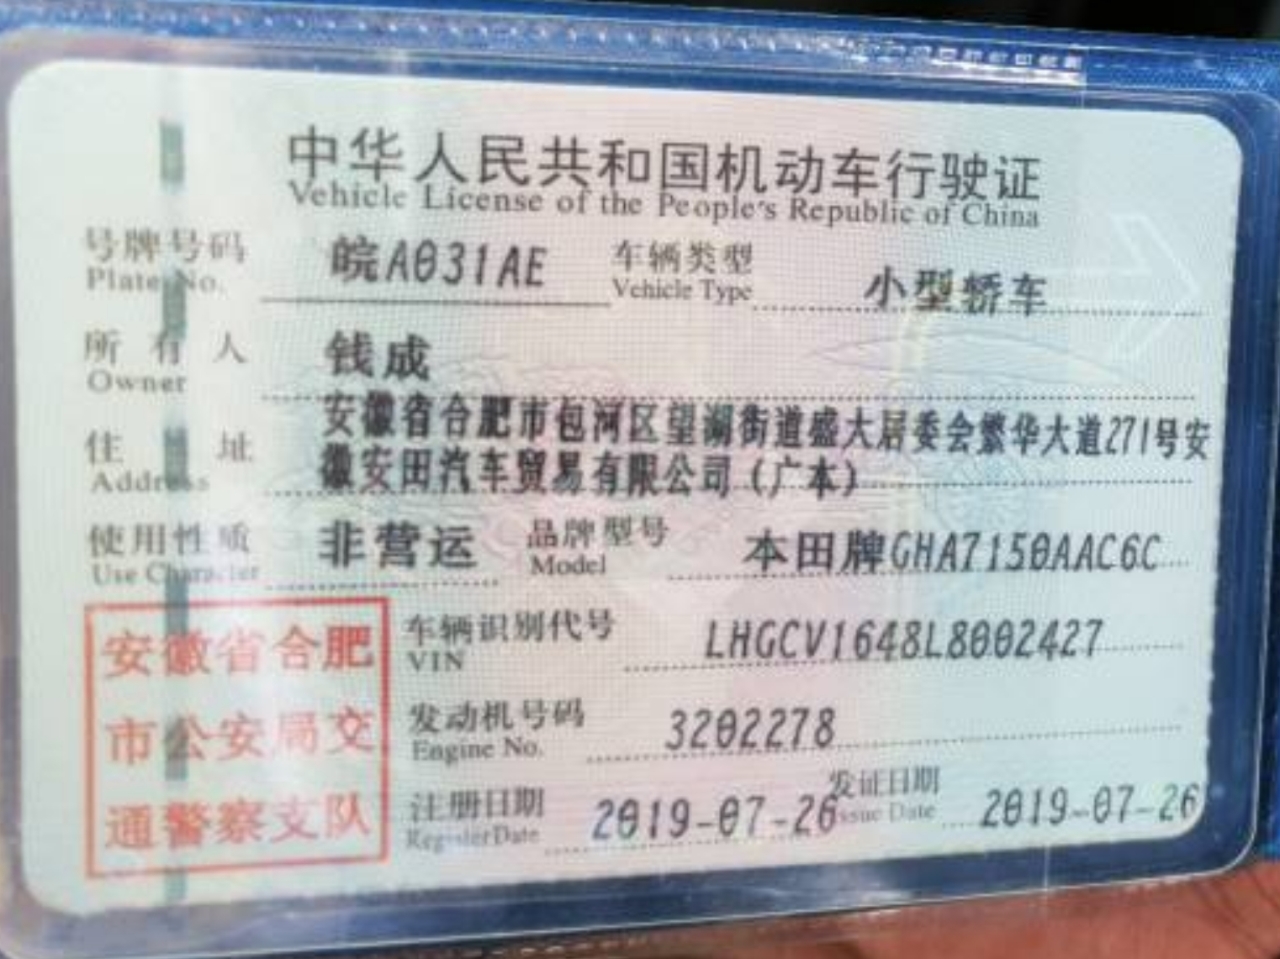 中华人民共和国机动车行驶证
Vehicle License of the People's Republic of China
号牌号码 皖A031AE 车辆类型 小型轿车
Plate No. Vehicle Type
所有人 钱成
Owner
安徽省合肥市包河区望湖街道盛大居委会繁华大道271号安
住址 徽安田汽车贸易有限公司（广本）
Address
使用性质 非营运 品牌型号 本田牌GHA7150AAC6C
Use Character Model
安徽省合肥
市公安局交
通警察支队
车辆识别代号 LHGCV1648L8002427
VIN
发动机号码 3202278
Engine No.
注册日期 2019-07-26 发证日期 2019-07-26
Register Date Issue Date